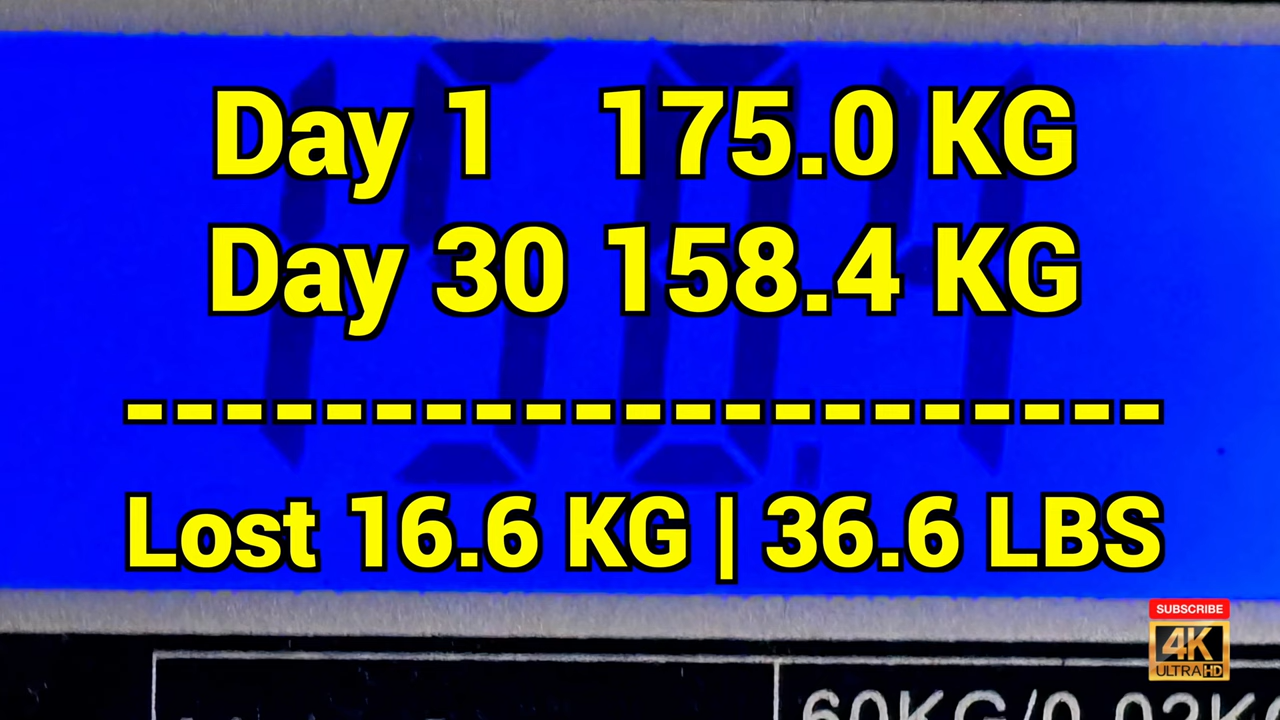 Day 1 175.0 KG
Day 30 158.4 KG
-----------------------
Lost 16.6 KG | 36.6 LBS
SUBSCRIBE
4K
ULTRA HD